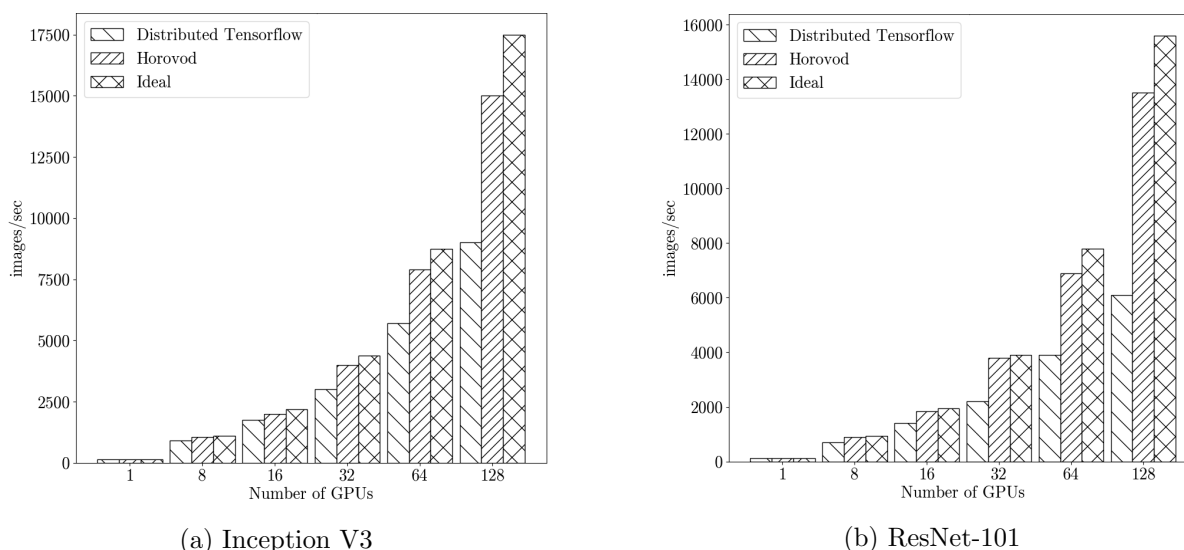 17500
15000
12500
10000
7500
5000
2500
0
images/sec
Distributed Tensorflow
Horovod
Ideal
1 8 16 32 64 128
Number of GPUs
(a) Inception V3
16000
14000
12000
10000
8000
6000
4000
2000
0
images/sec
Distributed Tensorflow
Horovod
Ideal
1 8 16 32 64 128
Number of GPUs
(b) ResNet-101